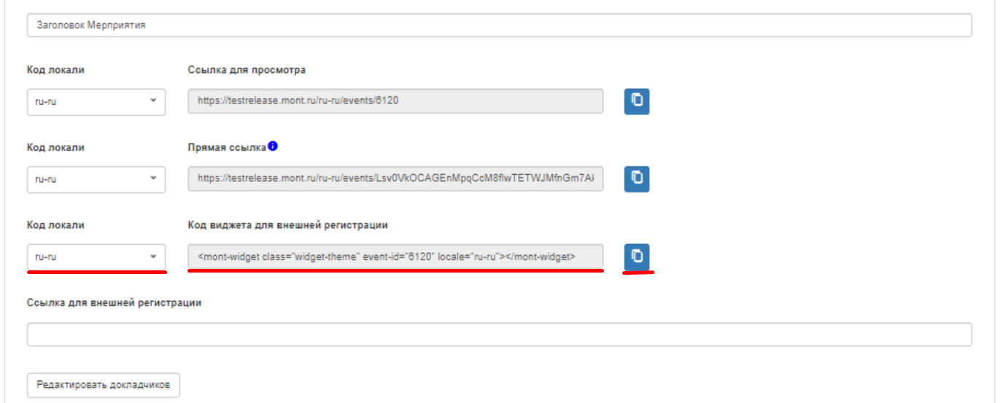 Заголовок Мерприятия
Код локали Ссылка для просмотра
ru-ru https://testrelease.mont.ru/ru-ru/events/6120
Код локали Прямая ссылка
ru-ru https://testrelease.mont.ru/ru-ru/events/
Код локали Код виджета для внешней регистрации
ru-ru <mont-widget class="widget-theme" event-id="6120" locale="ru-ru"></mont-widget>
Ссылка для внешней регистрации
Редактировать докладчиков